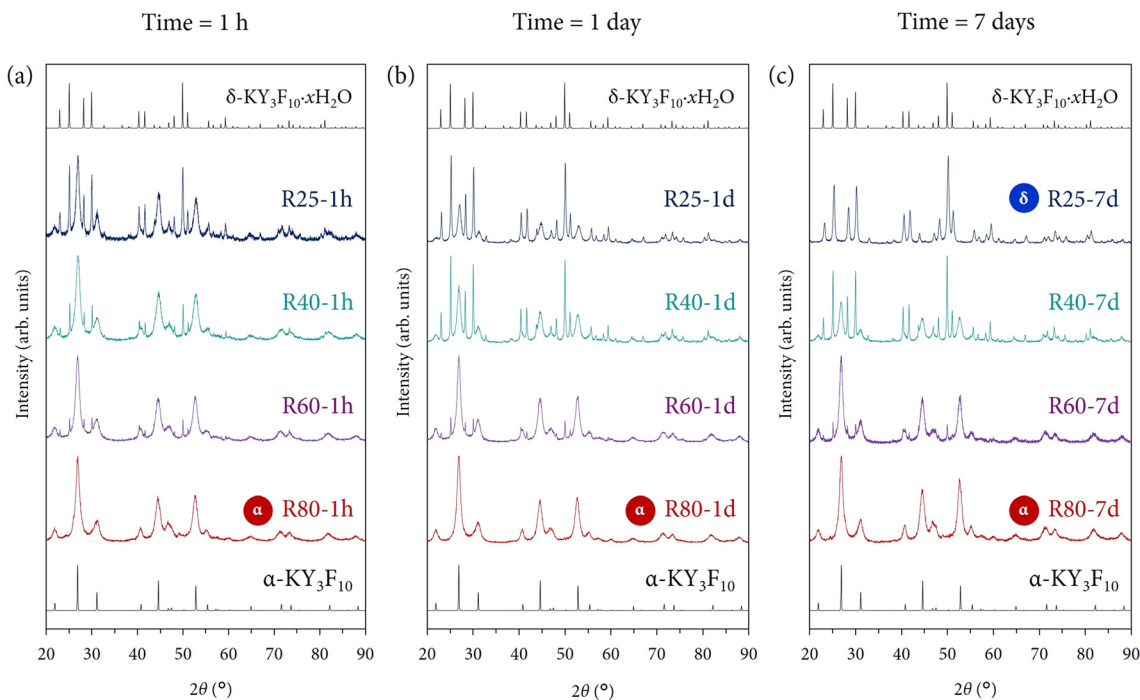 Time = 1 h
Time = 1 day
Time = 7 days
(a)
δ-KY₃F₁₀·xH₂O
R25-1h
R40-1h
R60-1h
α R80-1h
α-KY₃F₁₀
Intensity (arb. units)
20 30 40 50 60 70 80 90
2θ (°)
(b)
δ-KY₃F₁₀·xH₂O
R25-1d
R40-1d
R60-1d
α R80-1d
α-KY₃F₁₀
Intensity (arb. units)
20 30 40 50 60 70 80 90
2θ (°)
(c)
δ-KY₃F₁₀·xH₂O
δ R25-7d
R40-7d
R60-7d
α R80-7d
α-KY₃F₁₀
Intensity (arb. units)
20 30 40 50 60 70 80 90
2θ (°)